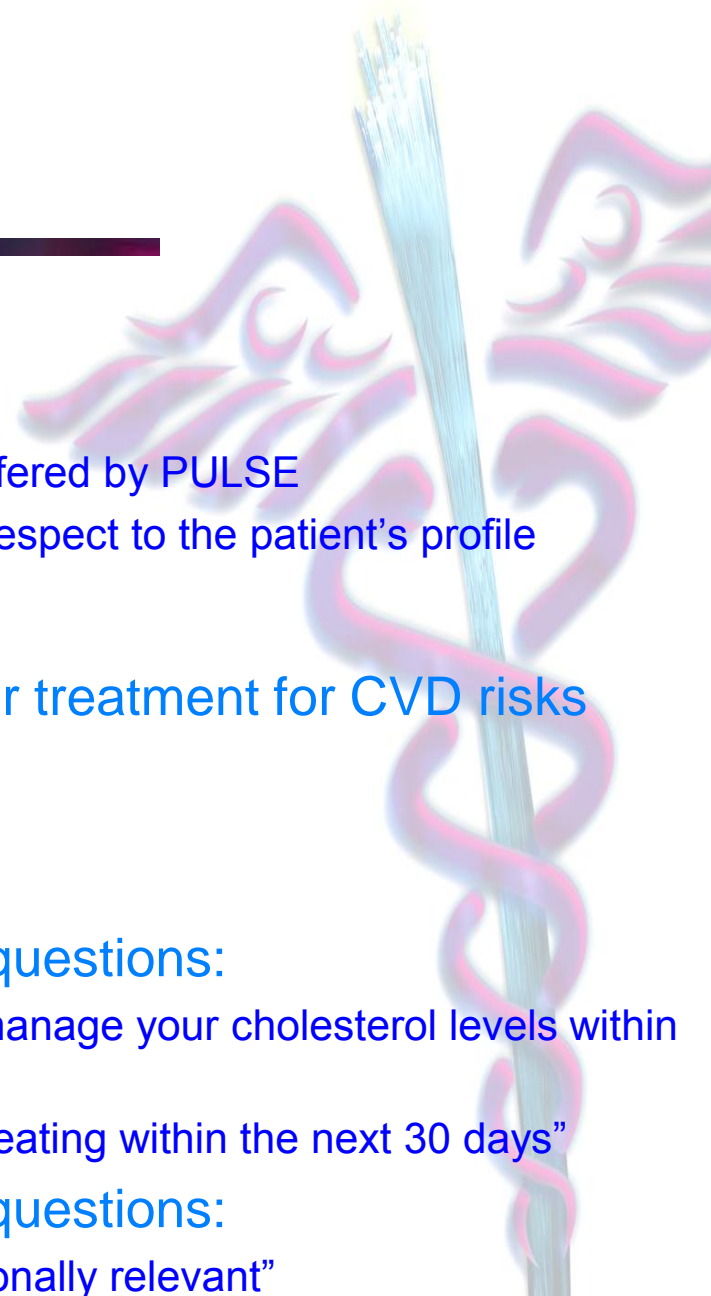 ffered by PULSE
espect to the patient’s profile
r treatment for CVD risks
questions:
manage your cholesterol levels within
eating within the next 30 days”
questions:
onally relevant”